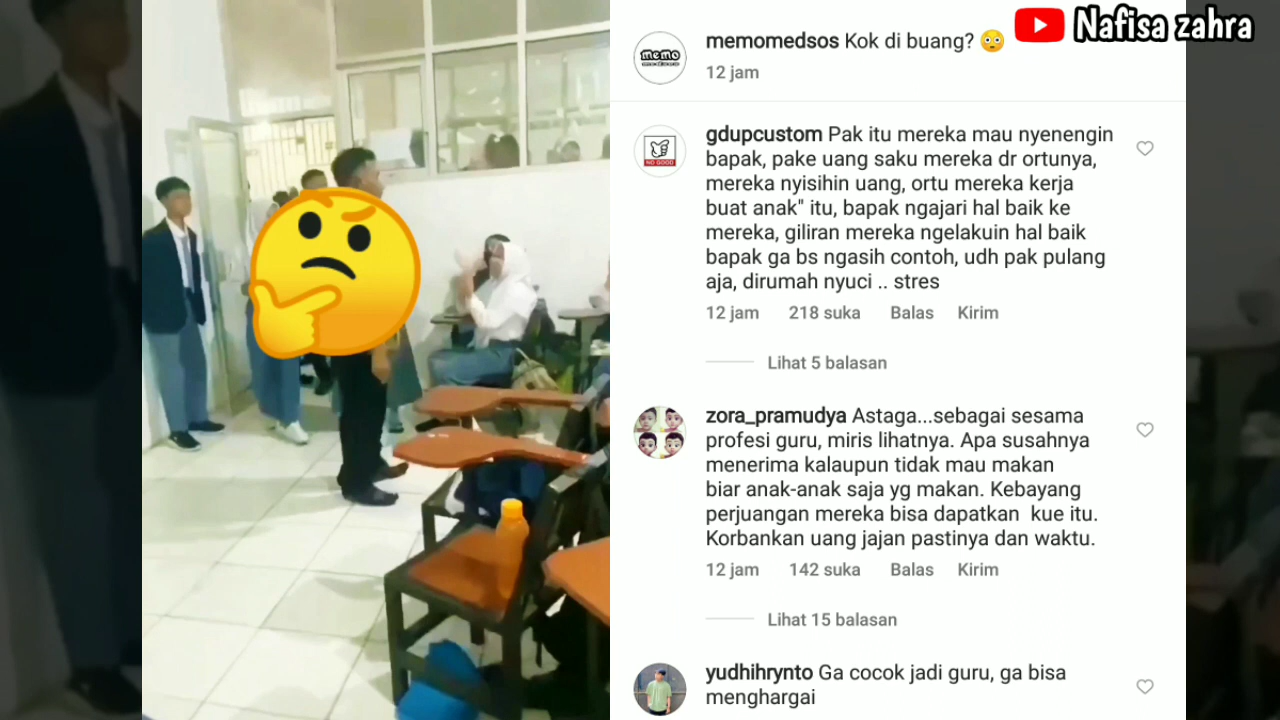 Nafisa zahra
memo
memomedsos Kok di buang? 😳
12 jam
NO GOOD
gdupcustom Pak itu mereka mau nyenengin
bapak, pake uang saku mereka dr ortunya,
mereka nyisihin uang, ortu mereka kerja
buat anak" itu, bapak ngajari hal baik ke
mereka, giliran mereka ngelakuin hal baik
bapak ga bs ngasih contoh, udh pak pulang
aja, dirumah nyuci .. stres
12 jam 218 suka Balas Kirim
Lihat 5 balasan
zora_pramudya Astaga...sebagai sesama
profesi guru, miris lihatnya. Apa susahnya
menerima kalaupun tidak mau makan
biar anak-anak saja yg makan. Kebayang
perjuangan mereka bisa dapatkan kue itu.
Korbankan uang jajan pastinya dan waktu.
12 jam 142 suka Balas Kirim
Lihat 15 balasan
yudhihrynto Ga cocok jadi guru, ga bisa
menghargai